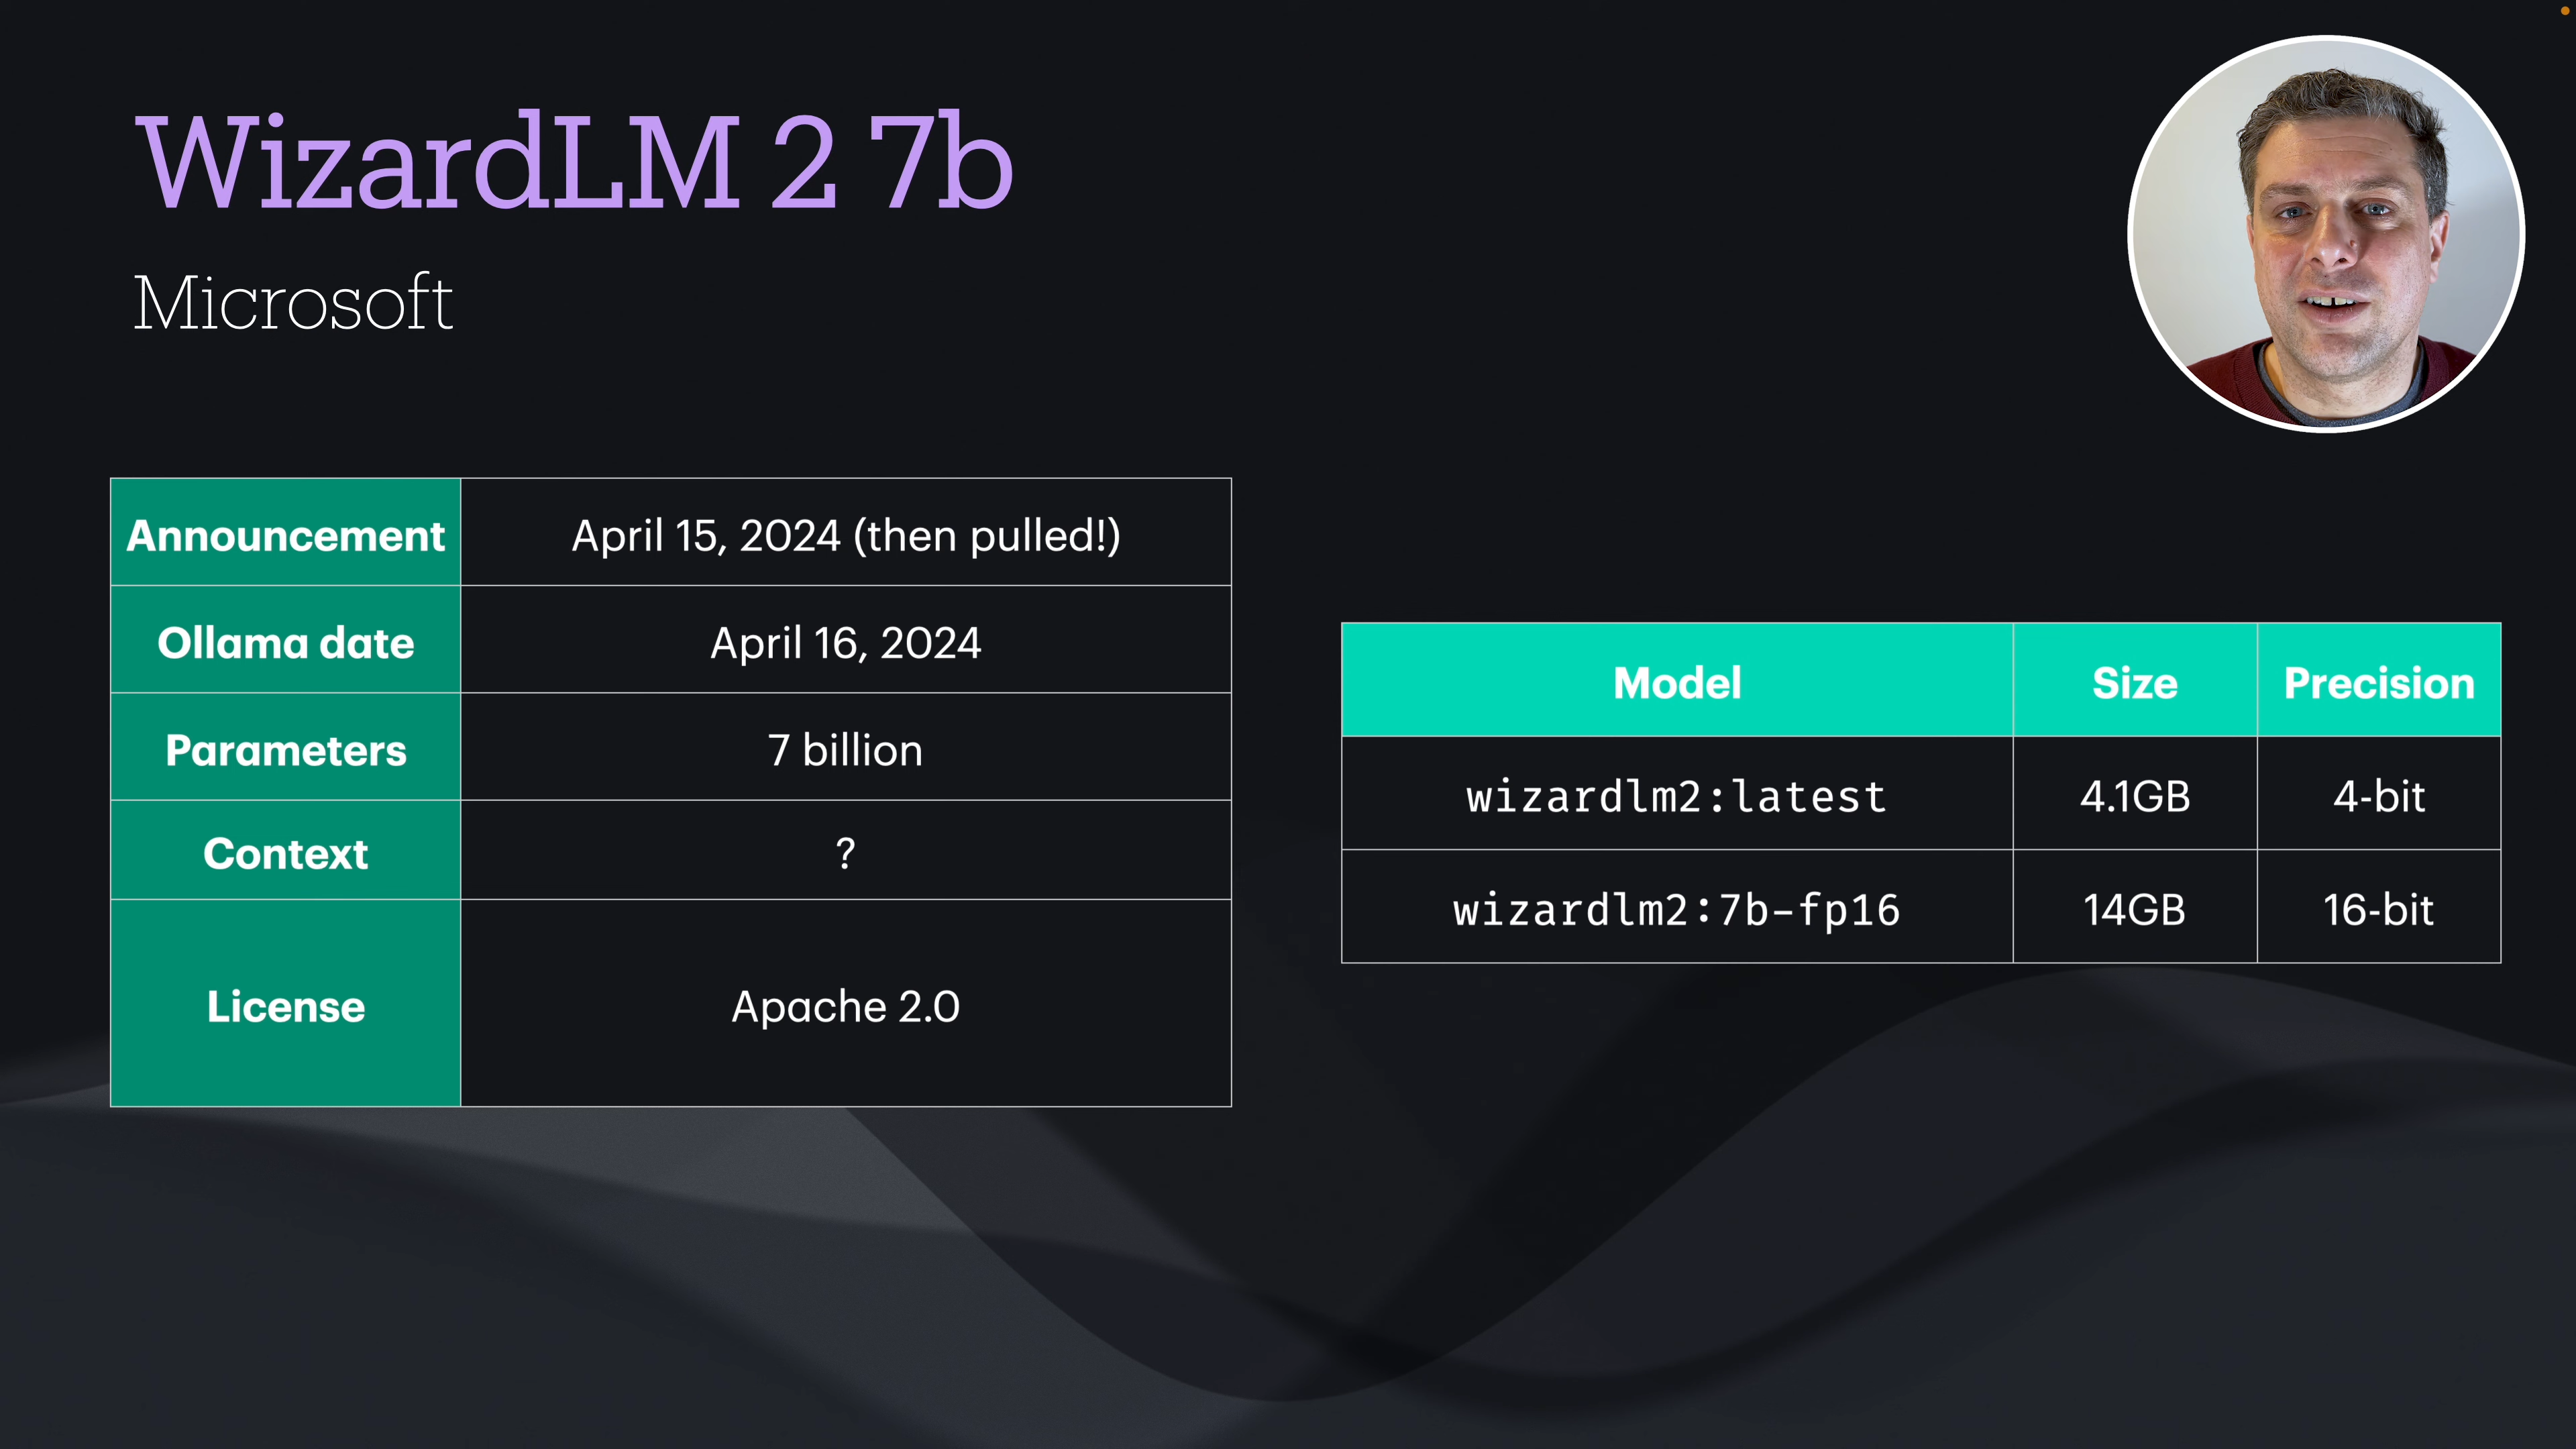 WizardLM 2 7b
Microsoft
Announcement April 15, 2024 (then pulled!)
Ollama date April 16, 2024
Parameters 7 billion
Context ?
License Apache 2.0
Model Size Precision
wizardlm2:latest 4.1GB 4-bit
wizardlm2:7b-fp16 14GB 16-bit